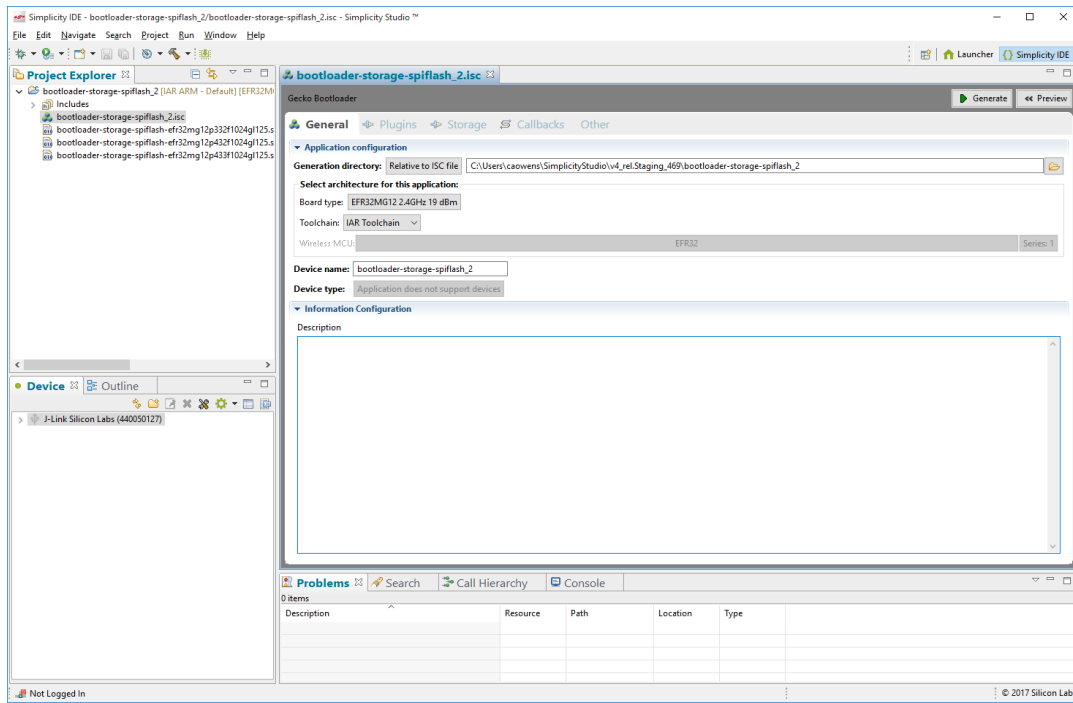 Simplicity IDE - bootloader-storage-spiflash_2/bootloader-storage-spiflash_2.isc - Simplicity Studio ™
File Edit Navigate Search Project Run Window Help
Launcher Simplicity IDE
Project Explorer
bootloader-storage-spiflash_2 [IAR ARM - Default] [EFR32M
Includes
bootloader-storage-spiflash_2.isc
bootloader-storage-spiflash-efr32mg12p332f1024gl125.s
bootloader-storage-spiflash-efr32mg12p432f1024gl125.s
bootloader-storage-spiflash-efr32mg12p433f1024gl125.s
bootloader-storage-spiflash_2.isc
Gecko Bootloader
Generate Preview
General Plugins Storage Callbacks Other
Application configuration
Generation directory: Relative to ISC file C:\Users\caowens\SimplicityStudio\v4_rel.Staging_469\bootloader-storage-spiflash_2
Select architecture for this application:
Board type: EFR32MG12 2.4GHz 19 dBm
Toolchain: IAR Toolchain
Wireless MCU: EFR32 Series: 1
Device name: bootloader-storage-spiflash_2
Device type: Application does not support devices
Information Configuration
Description
Device Outline
J-Link Silicon Labs (440050127)
Problems Search Call Hierarchy Console
0 items
Description Resource Path Location Type
Not Logged In
© 2017 Silicon Lab